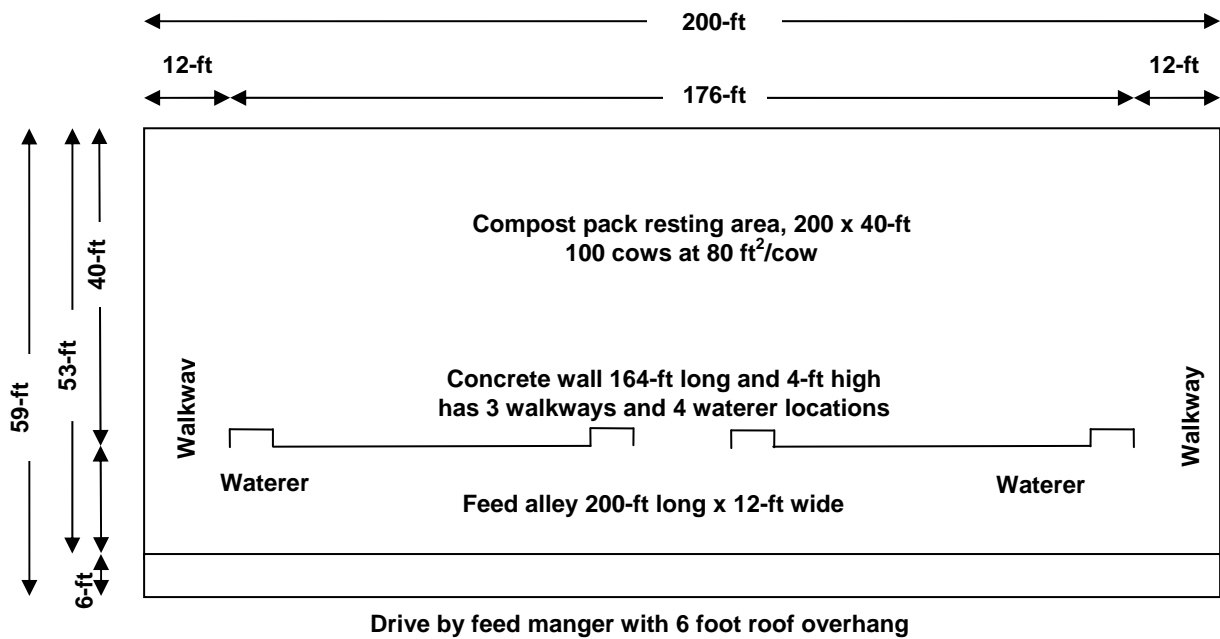 200-ft
12-ft
12-ft
176-ft
59-ft
53-ft
40-ft
Compost pack resting area, 200 x 40-ft
100 cows at 80 ft²/cow
Concrete wall 164-ft long and 4-ft high
has 3 walkways and 4 waterer locations
Walkway
Walkway
Waterer
Waterer
Feed alley 200-ft long x 12-ft wide
6-ft
Drive by feed manger with 6 foot roof overhang